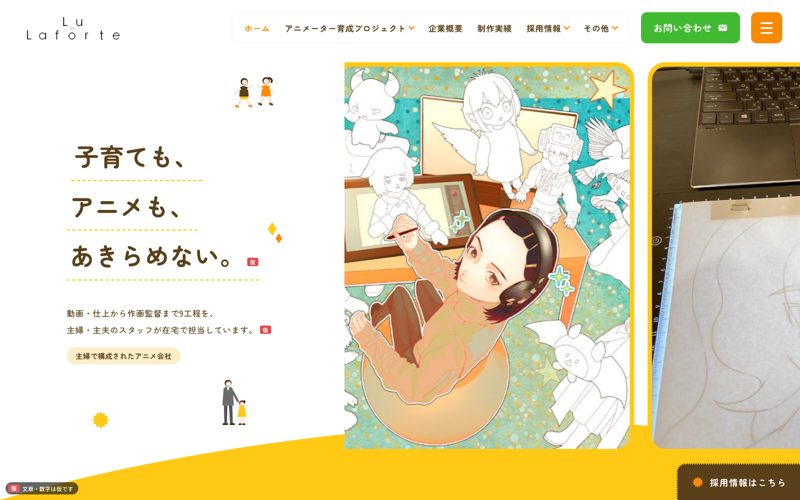 Lu
Laforte
ホーム
アニメーター育成プロジェクト
企業概要
制作実績
採用情報
その他
お問い合わせ
子育ても、
アニメも、
あきらめない。 仮
動画・仕上から作画監督まで9工程を、
主婦・主夫のスタッフが在宅で担当しています。 仮
主婦で構成されたアニメ会社
仮 文章・数字は仮です
採用情報はこちら